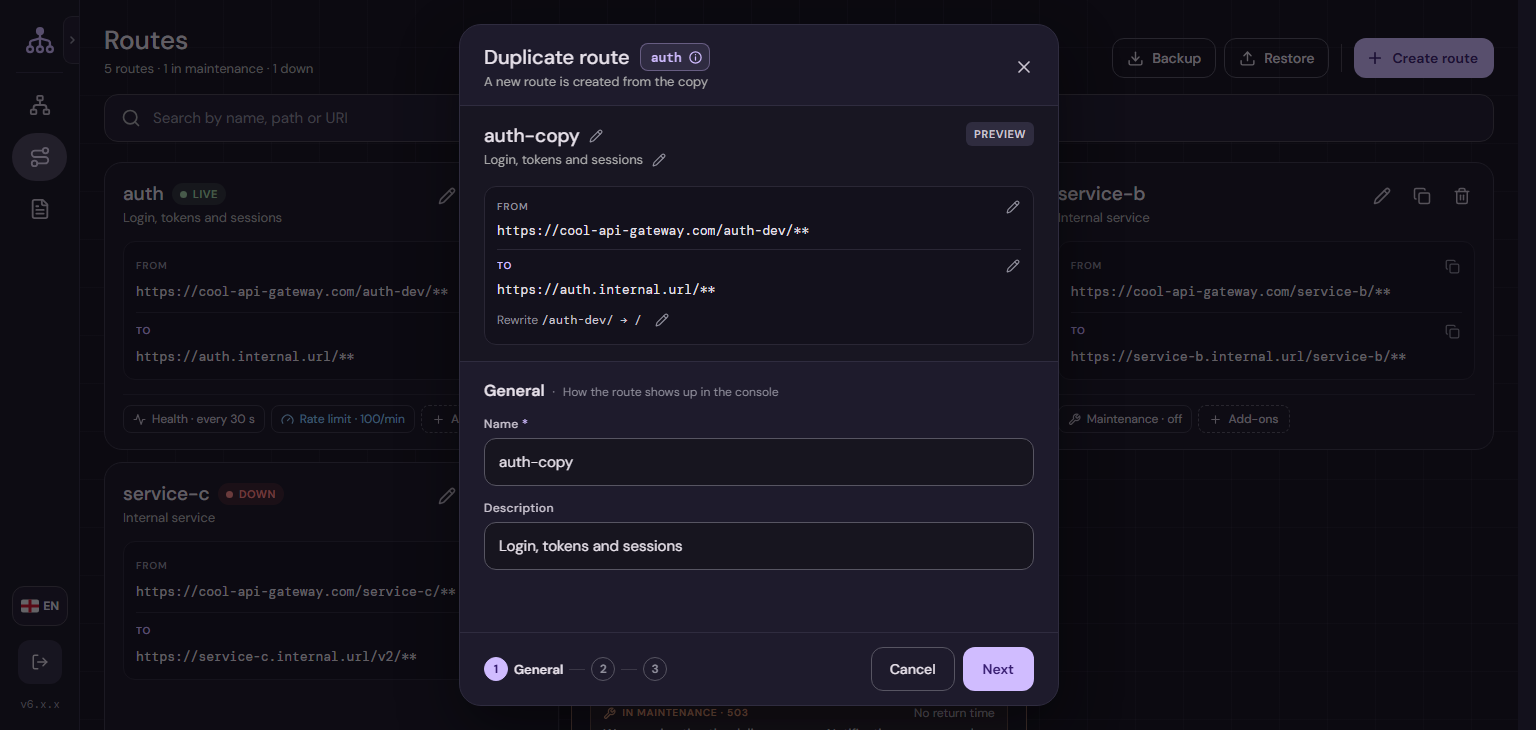 Routes
5 routes · 1 in maintenance · 1 down
Backup
Restore
Create route
Search by name, path or URI
auth
LIVE
Login, tokens and sessions
FROM
https://cool-api-gateway.com/auth-dev/**
TO
https://auth.internal.url/**
Health · every 30 s
Rate limit · 100/min
service-b
Internal service
FROM
https://cool-api-gateway.com/service-b/**
TO
https://service-b.internal.url/service-b/**
Maintenance · off
Add-ons
service-c
DOWN
Internal service
FROM
https://cool-api-gateway.com/service-c/**
TO
https://service-c.internal.url/v2/**
IN MAINTENANCE · 503
No return time
EN
v6.x.x
Duplicate route
auth
A new route is created from the copy
auth-copy
PREVIEW
Login, tokens and sessions
FROM
https://cool-api-gateway.com/auth-dev/**
TO
https://auth.internal.url/**
Rewrite /auth-dev/ → /
General · How the route shows up in the console
Name *
auth-copy
Description
Login, tokens and sessions
1 General
2
3
Cancel
Next